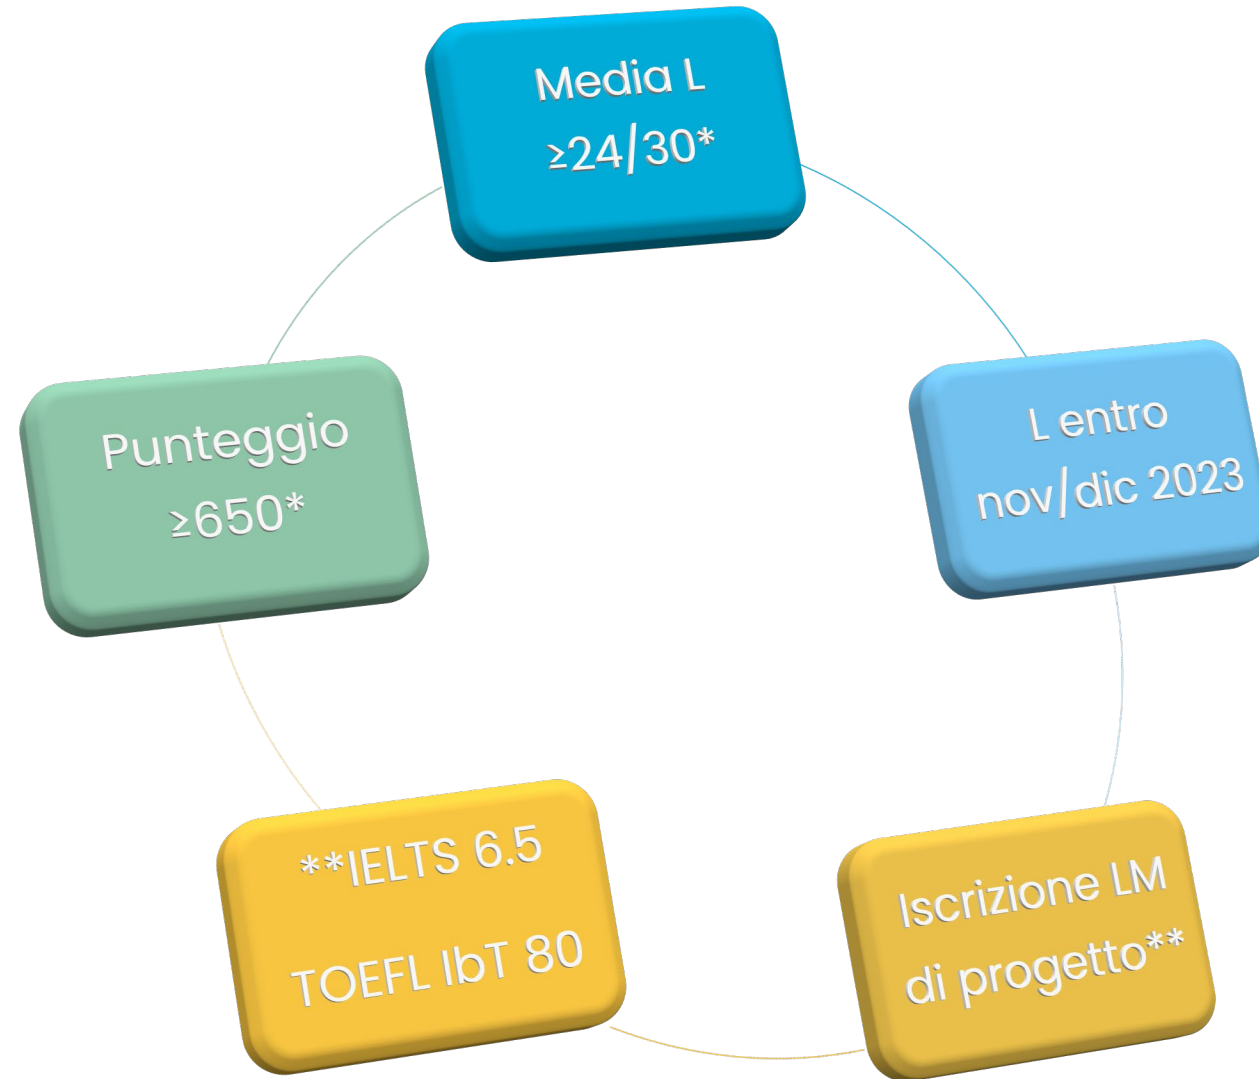 Media L
≥24/30*
L entro
nov/dic 2023
Iscrizione LM
di progetto**
**IELTS 6.5
TOEFL IbT 80
Punteggio
≥650*